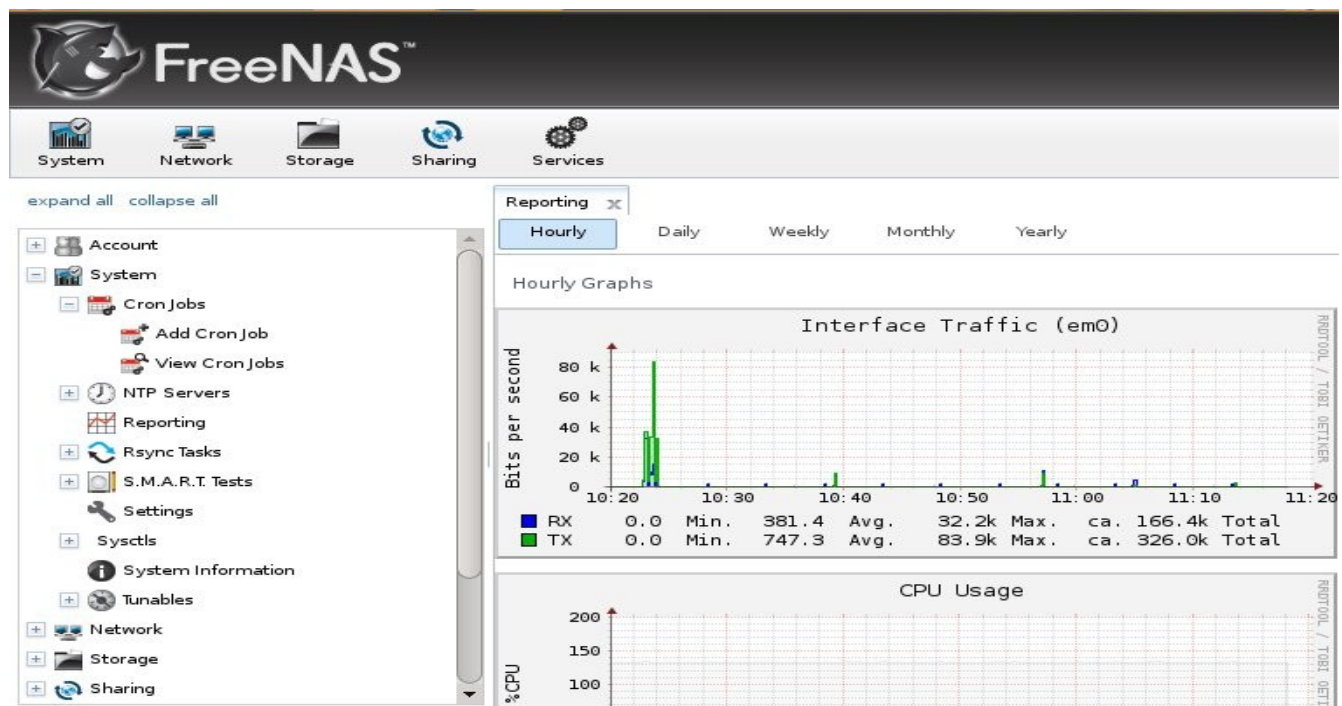 FreeNAS™
System Network Storage Sharing Services
expand all collapse all
Account
System
Cron Jobs
Add Cron Job
View Cron Jobs
NTP Servers
Reporting
Rsync Tasks
S.M.A.R.T. Tests
Settings
Sysctls
System Information
Tunables
Network
Storage
Sharing
Reporting x
Hourly Daily Weekly Monthly Yearly
Hourly Graphs
Interface Traffic (em0)
RRDTOOL / TOBI OETIKER
Bits per second
80 k
60 k
40 k
20 k
0
10:20 10:30 10:40 10:50 11:00 11:10 11:20
RX 0.0 Min. 381.4 Avg. 32.2k Max. ca. 166.4k Total
TX 0.0 Min. 747.3 Avg. 83.9k Max. ca. 326.0k Total
CPU Usage
RRDTOOL / TOBI
%CPU
200
150
100